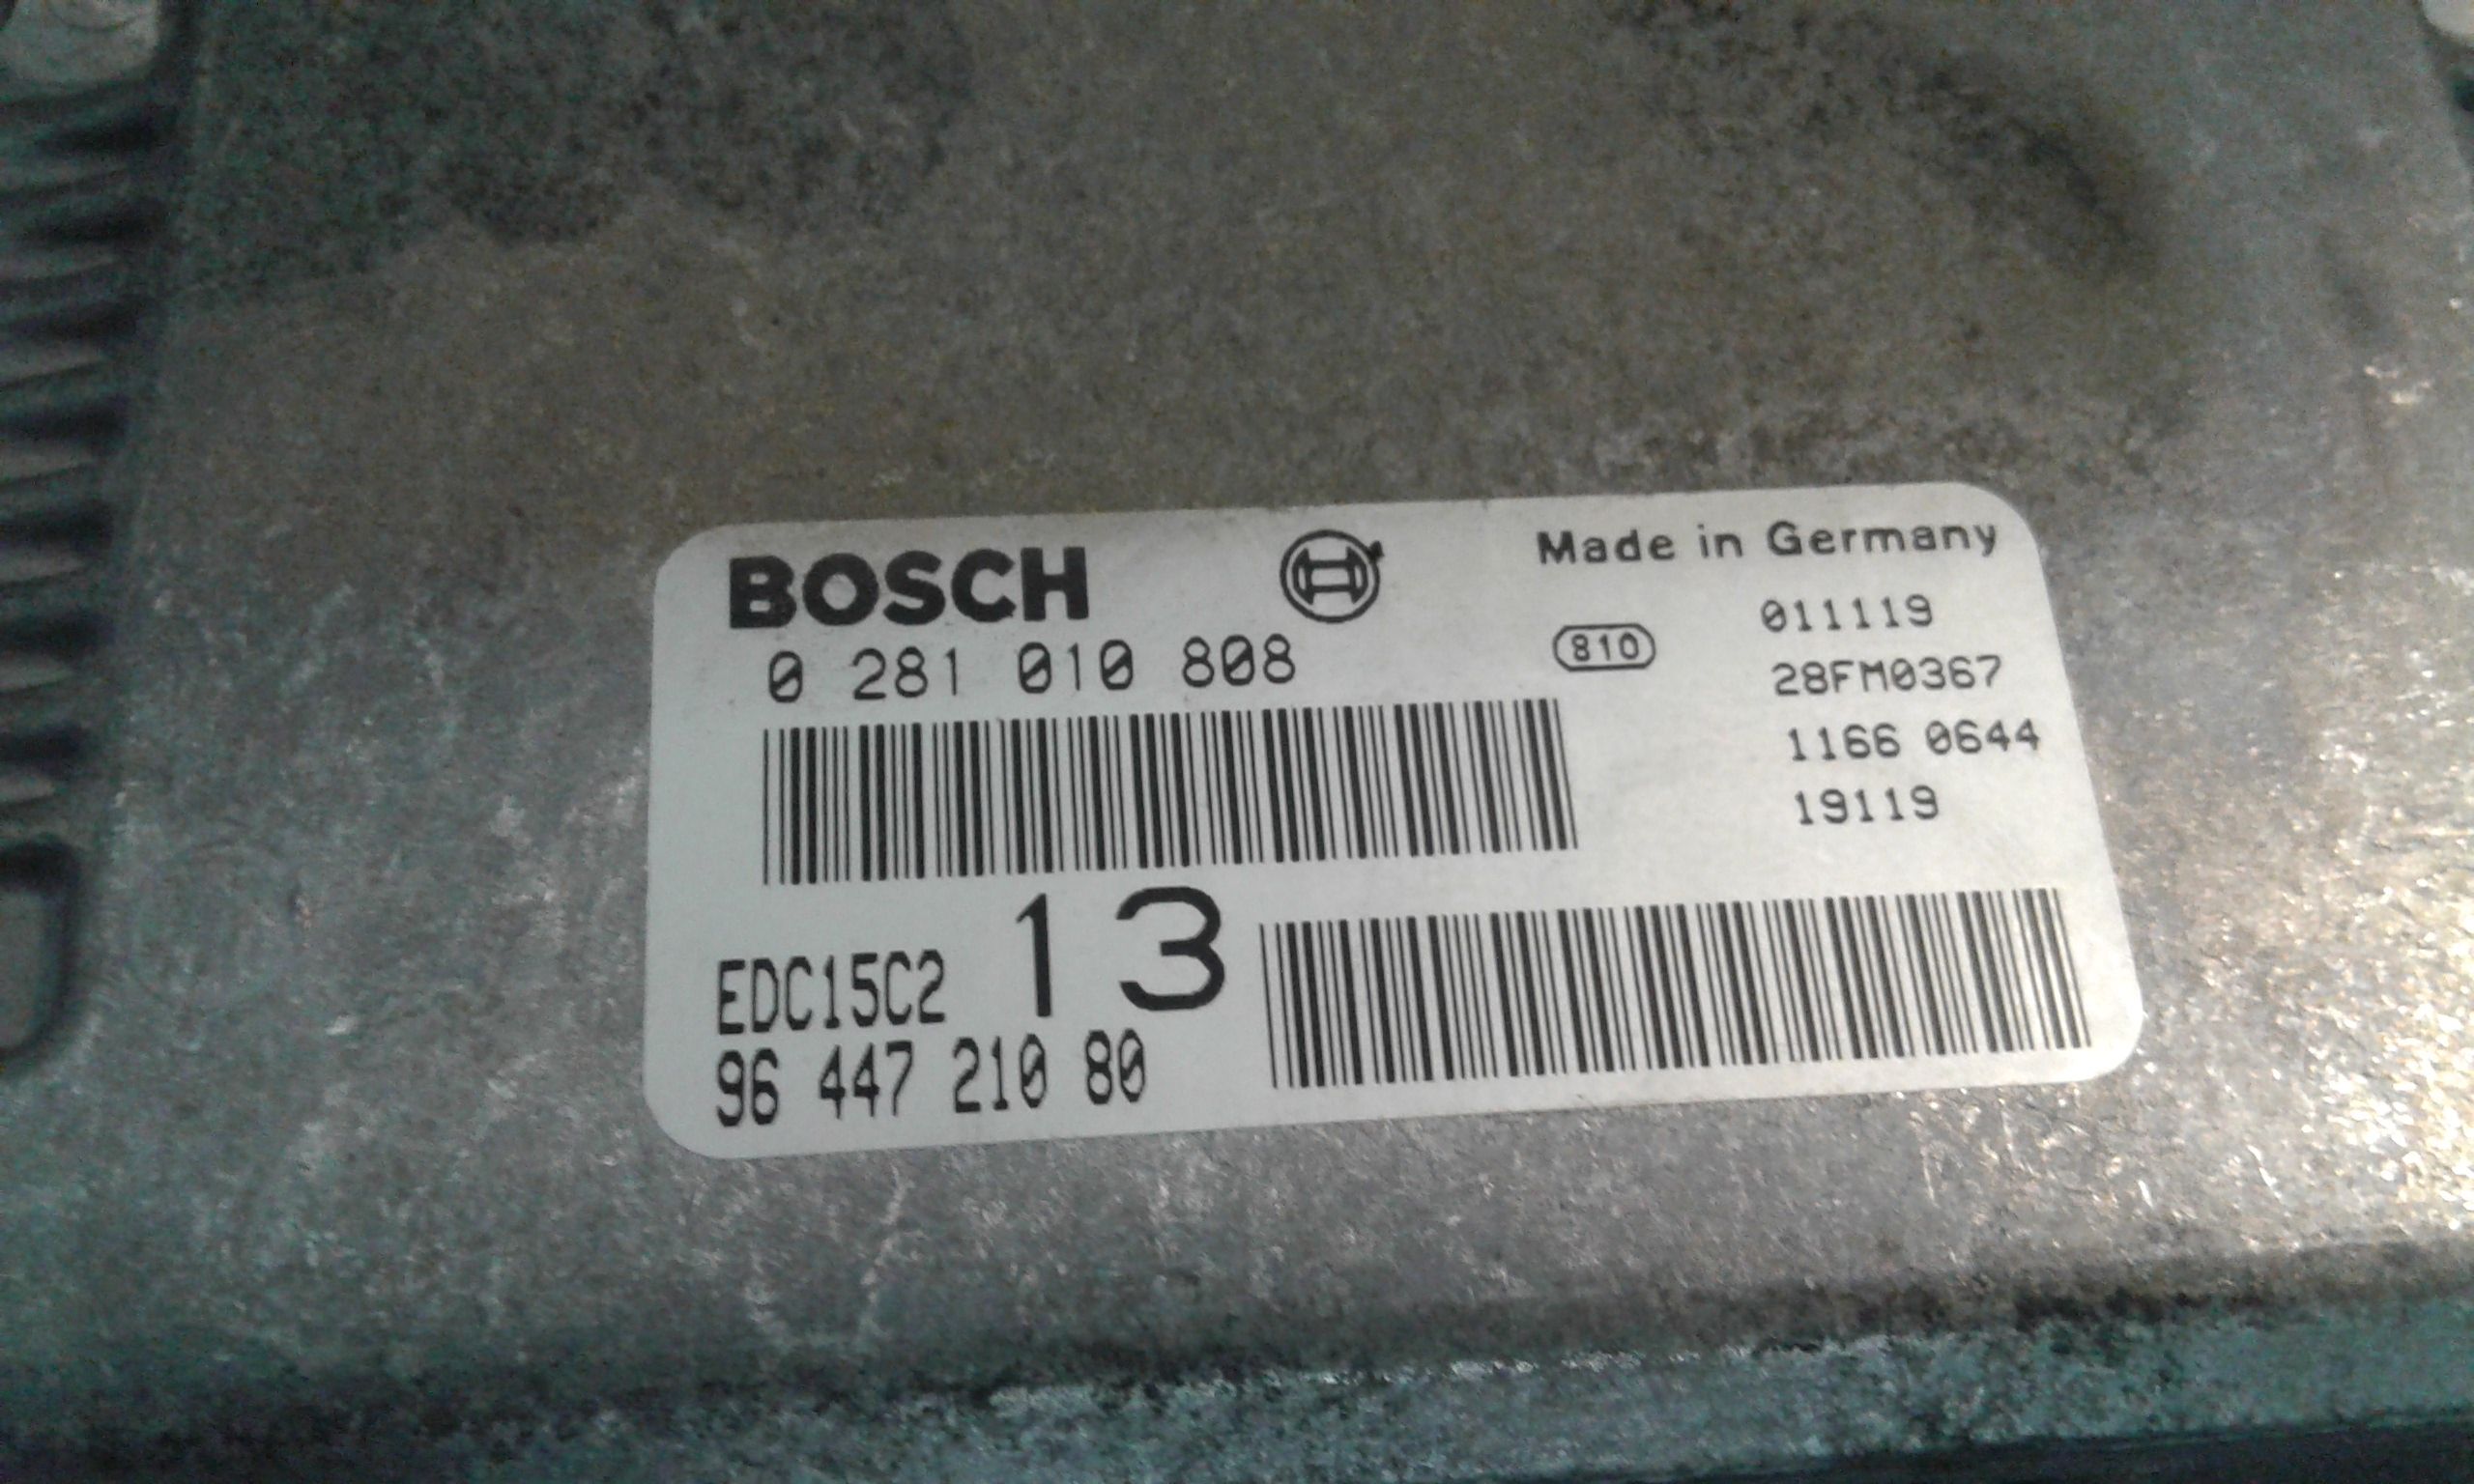 BOSCH
Made in Germany
0 281 010 808
810
011119
28FM0367
1166 0644
19119
EDC15C2 13
96 447 210 80